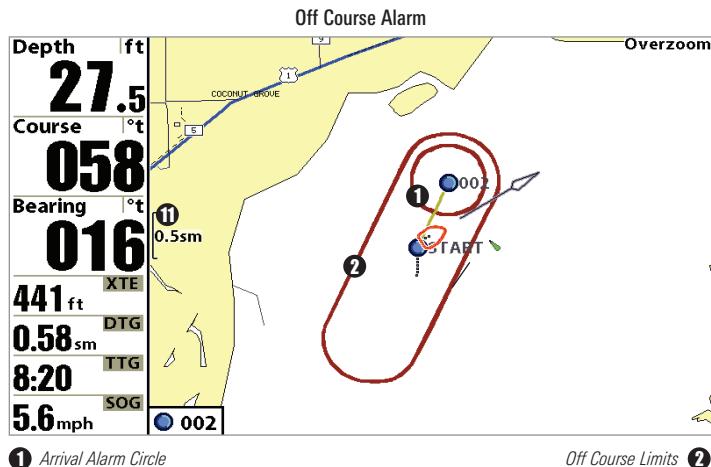 Off Course Alarm
Depth ft
27.5
Course °t
058
Bearing °t
016
XTE
441 ft
DTG
0.58 sm
TTG
8:20
SOG
5.6 mph
Overzoom
9
1
COCONUT GROVE
5
11
0.5sm
1
002
2
START
002
1 Arrival Alarm Circle
Off Course Limits 2